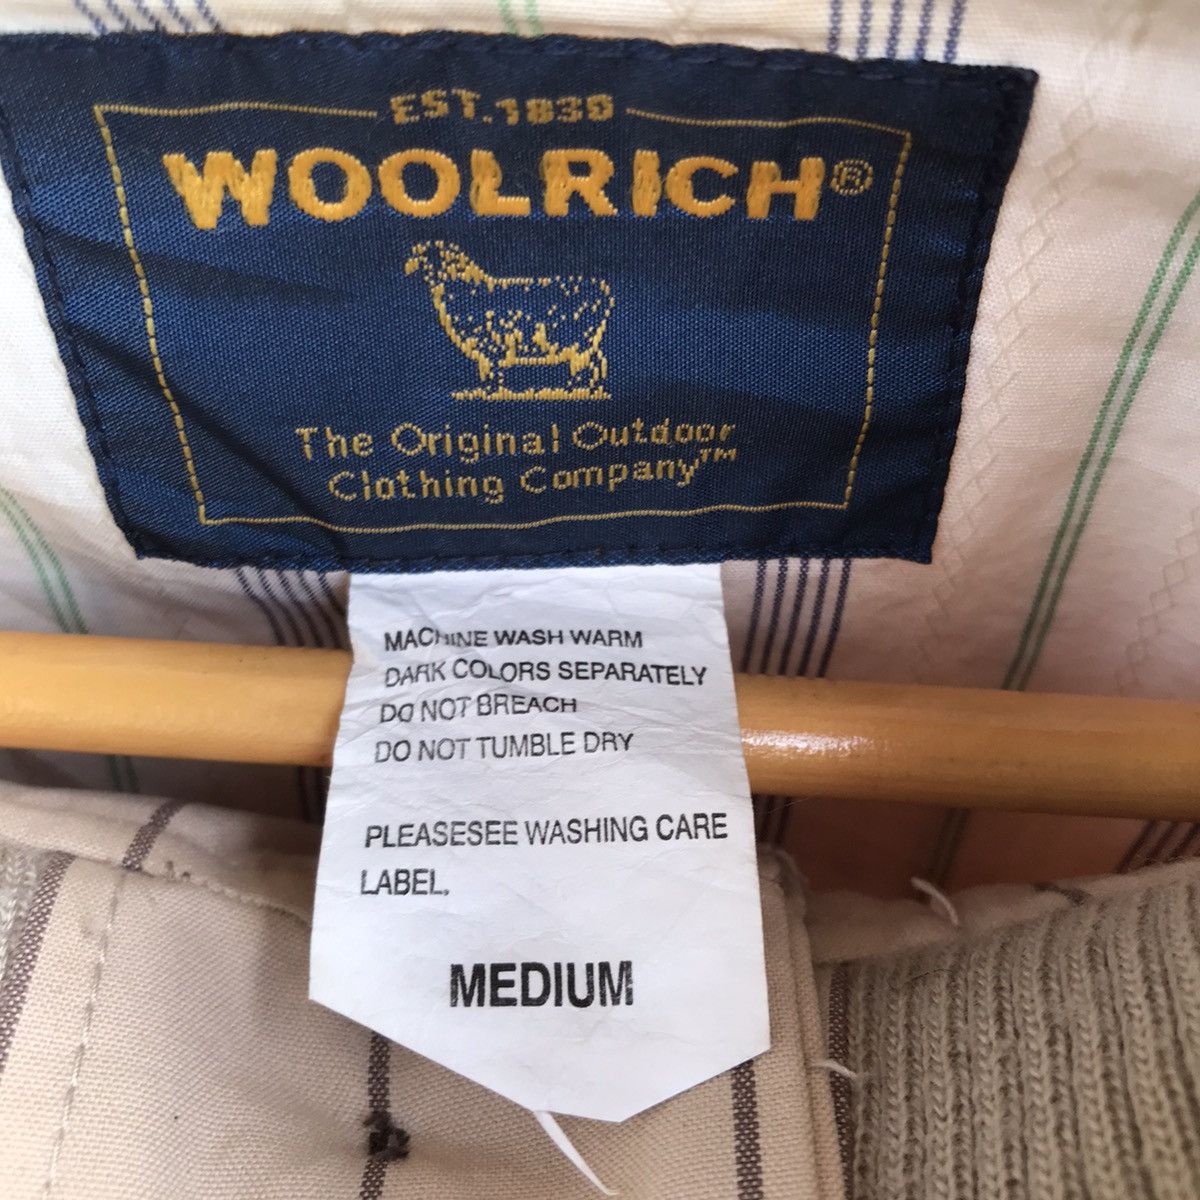 EST. 1830
WOOLRICH®
The Original Outdoor
Clothing Company™
MACHINE WASH WARM
DARK COLORS SEPARATELY
DO NOT BREACH
DO NOT TUMBLE DRY
PLEASESEE WASHING CARE
LABEL.
MEDIUM